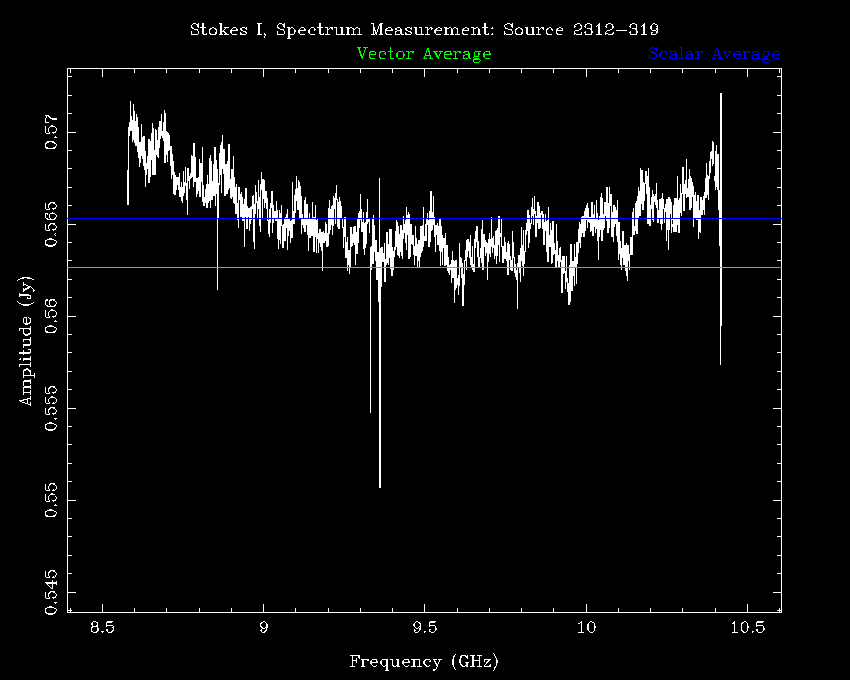 Stokes I, Spectrum Measurement: Source 2312-319
Vector Average Scalar Average
Amplitude (Jy)
0.57
0.565
0.56
0.555
0.55
0.545
8.5 9 9.5 10 10.5
Frequency (GHz)